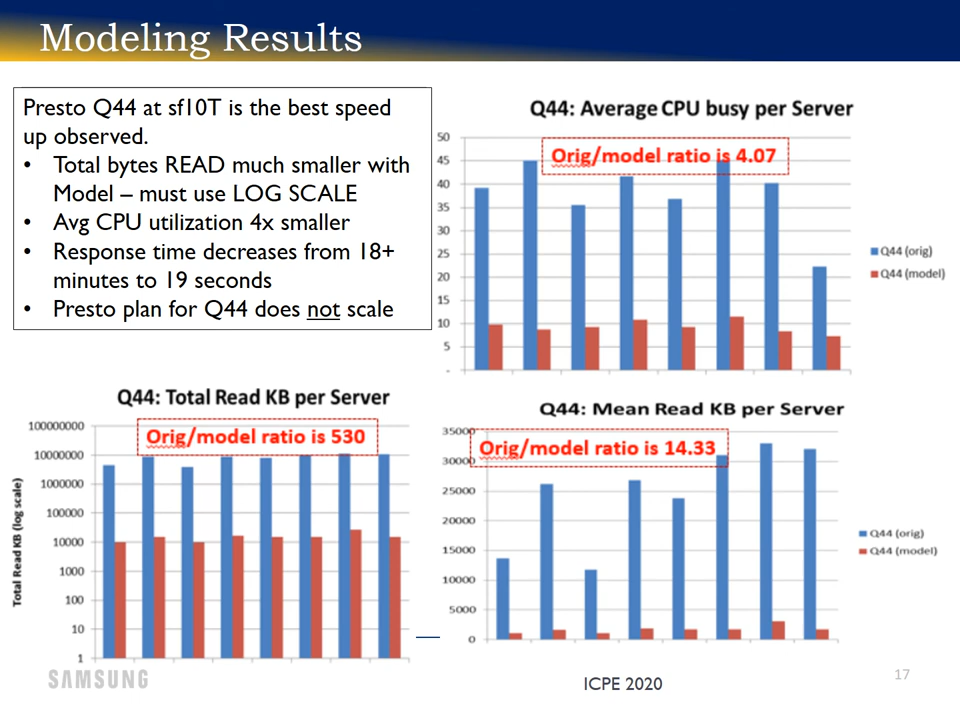 Modeling Results
Presto Q44 at sf10T is the best speed
up observed.
• Total bytes READ much smaller with
Model – must use LOG SCALE
• Avg CPU utilization 4x smaller
• Response time decreases from 18+
minutes to 19 seconds
• Presto plan for Q44 does not scale
Q44: Average CPU busy per Server
Orig/model ratio is 4.07
50
45
40
35
30
25
20
15
10
5
-
Q44 (orig)
Q44 (model)
Q44: Total Read KB per Server
Orig/model ratio is 530
Total Read KB (log scale)
100000000
10000000
1000000
100000
10000
1000
100
10
1
Q44: Mean Read KB per Server
Orig/model ratio is 14.33
35000
30000
25000
20000
15000
10000
5000
0
Q44 (orig)
Q44 (model)
SAMSUNG
ICPE 2020
17